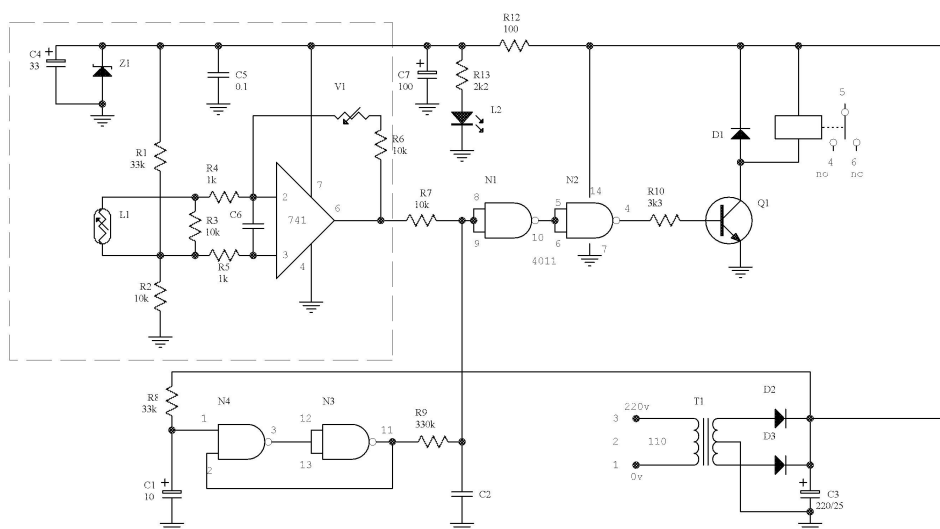 R12
100
C4
33
Z1
C5
0.1
V1
C7
100
R13
2k2
L2
R1
33k
R4
1k
R6
10k
D1
5
4
no
6
nc
L1
R3
10k
C6
2
7
741
6
3
4
R5
1k
R7
10k
N1
8
9
10
N2
14
5
6
4
7
4011
R10
3k3
Q1
R2
10k
R8
33k
N4
1
2
3
N3
12
13
11
R9
330k
C1
10
C2
T1
3
220v
2
110
1
0v
D2
D3
C3
220/25